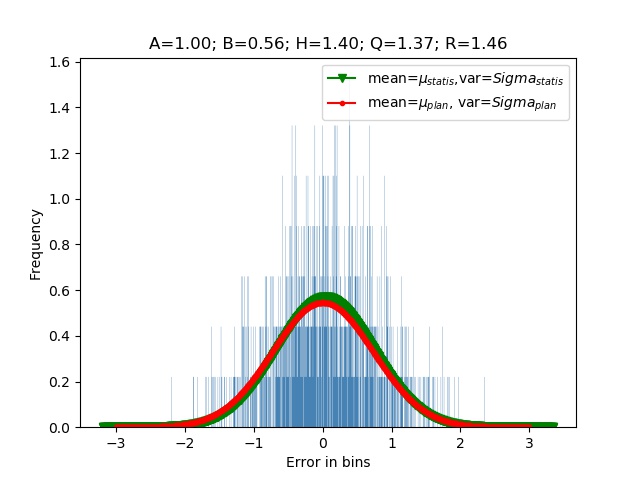 A=1.00; B=0.56; H=1.40; Q=1.37; R=1.46
mean=μstatis,var=Sigmastatis
mean=μplan, var=Sigmaplan
1.6
1.4
1.2
1.0
0.8
0.6
0.4
0.2
0.0
Frequency
−3 −2 −1 0 1 2 3
Error in bins